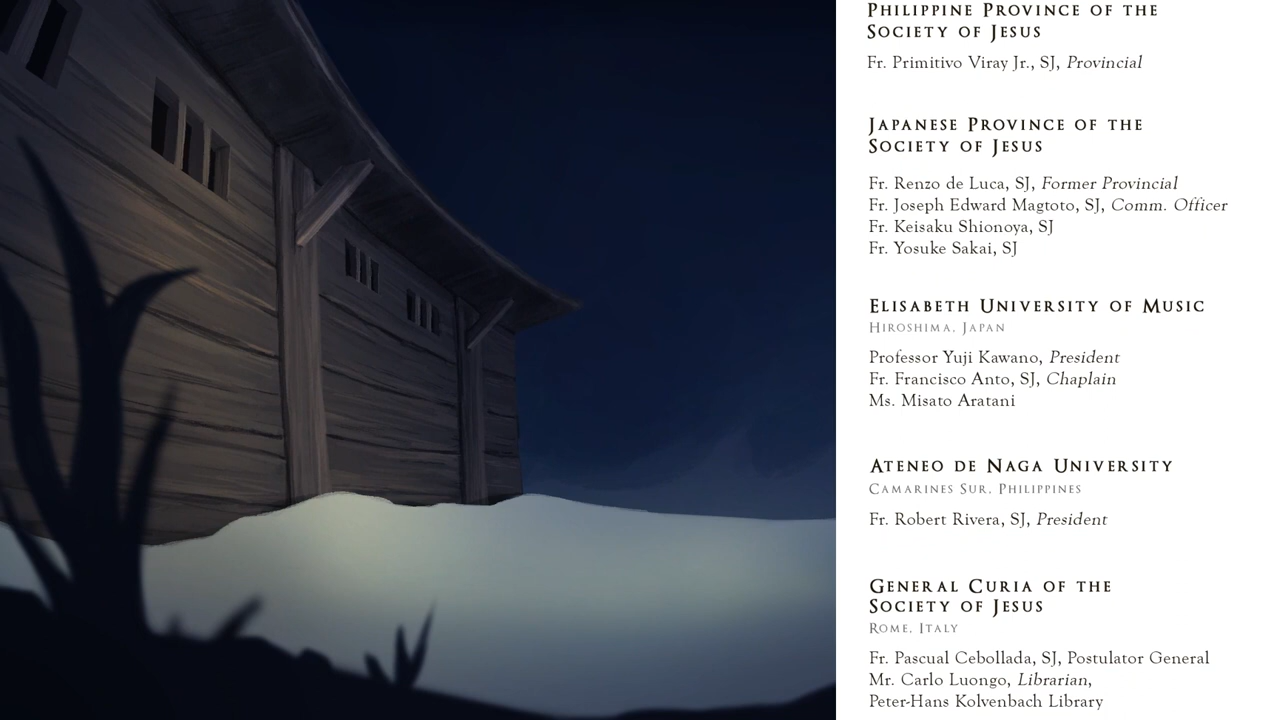 Philippine Province of the
Society of Jesus
Fr. Primitivo Viray Jr., SJ, Provincial
Japanese Province of the
Society of Jesus
Fr. Renzo de Luca, SJ, Former Provincial
Fr. Joseph Edward Magtoto, SJ, Comm. Officer
Fr. Keisaku Shionoya, SJ
Fr. Yosuke Sakai, SJ
Elisabeth University of Music
Hiroshima, Japan
Professor Yuji Kawano, President
Fr. Francisco Anto, SJ, Chaplain
Ms. Misato Aratani
Ateneo de Naga University
Camarines Sur, Philippines
Fr. Robert Rivera, SJ, President
General Curia of the
Society of Jesus
Rome, Italy
Fr. Pascual Cebollada, SJ, Postulator General
Mr. Carlo Luongo, Librarian,
Peter-Hans Kolvenbach Library